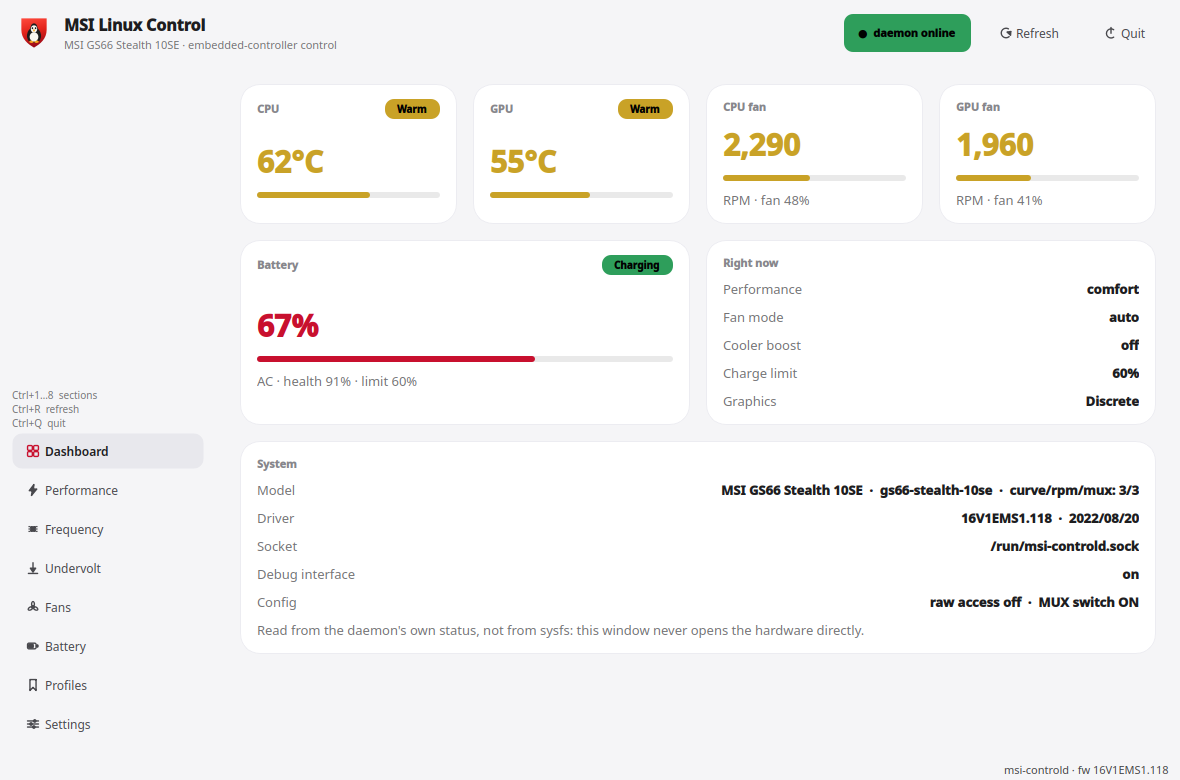 MSI Linux Control
MSI GS66 Stealth 10SE · embedded-controller control
● daemon online
Refresh
Quit
CPU
Warm
62°C
GPU
Warm
55°C
CPU fan
2,290
RPM · fan 48%
GPU fan
1,960
RPM · fan 41%
Battery
Charging
67%
AC · health 91% · limit 60%
Right now
Performance comfort
Fan mode auto
Cooler boost off
Charge limit 60%
Graphics Discrete
System
Model MSI GS66 Stealth 10SE · gs66-stealth-10se · curve/rpm/mux: 3/3
Driver 16V1EMS1.118 · 2022/08/20
Socket /run/msi-controld.sock
Debug interface on
Config raw access off · MUX switch ON
Read from the daemon's own status, not from sysfs: this window never opens the hardware directly.
Ctrl+1…8 sections
Ctrl+R refresh
Ctrl+Q quit
Dashboard
Performance
Frequency
Undervolt
Fans
Battery
Profiles
Settings
msi-controld · fw 16V1EMS1.118